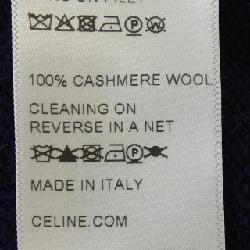 100% CASHMERE WOOL
CLEANING ON
REVERSE IN A NET
MADE IN ITALY
CELINE.COM